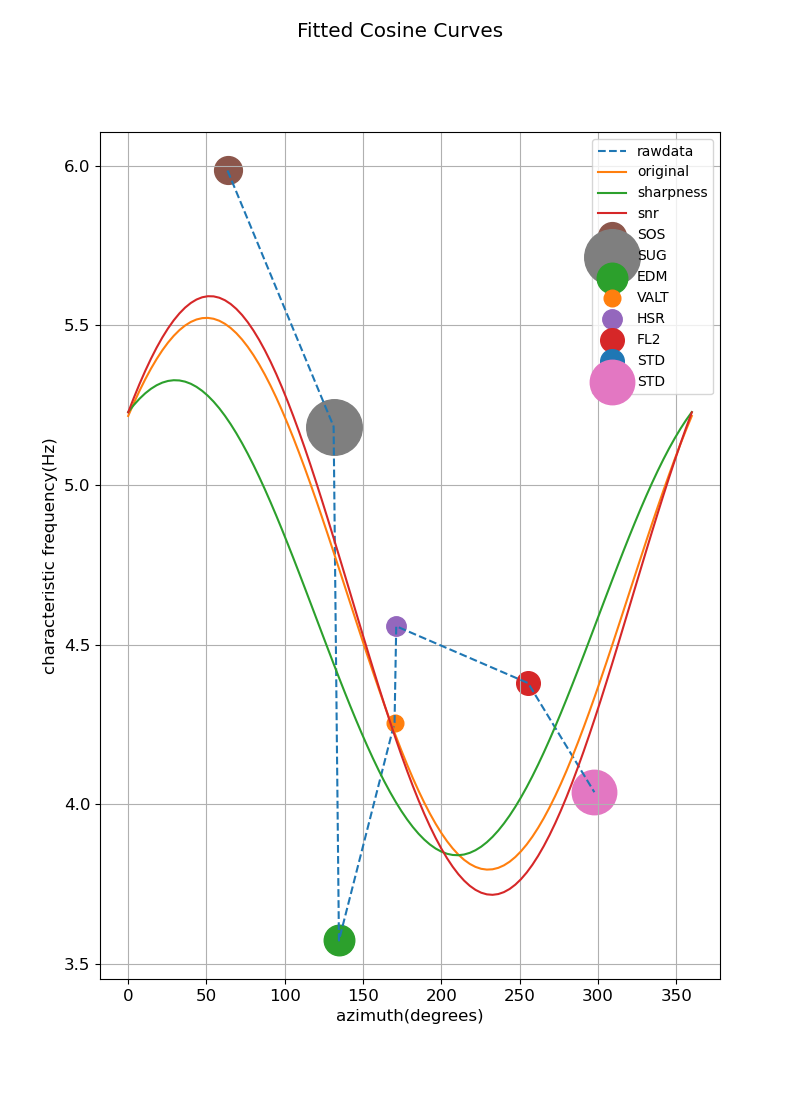 Fitted Cosine Curves
rawdata
original
sharpness
snr
SOS
SUG
EDM
VALT
HSR
FL2
STD
STD
6.0
5.5
5.0
4.5
4.0
3.5
characteristic frequency(Hz)
0 50 100 150 200 250 300 350
azimuth(degrees)